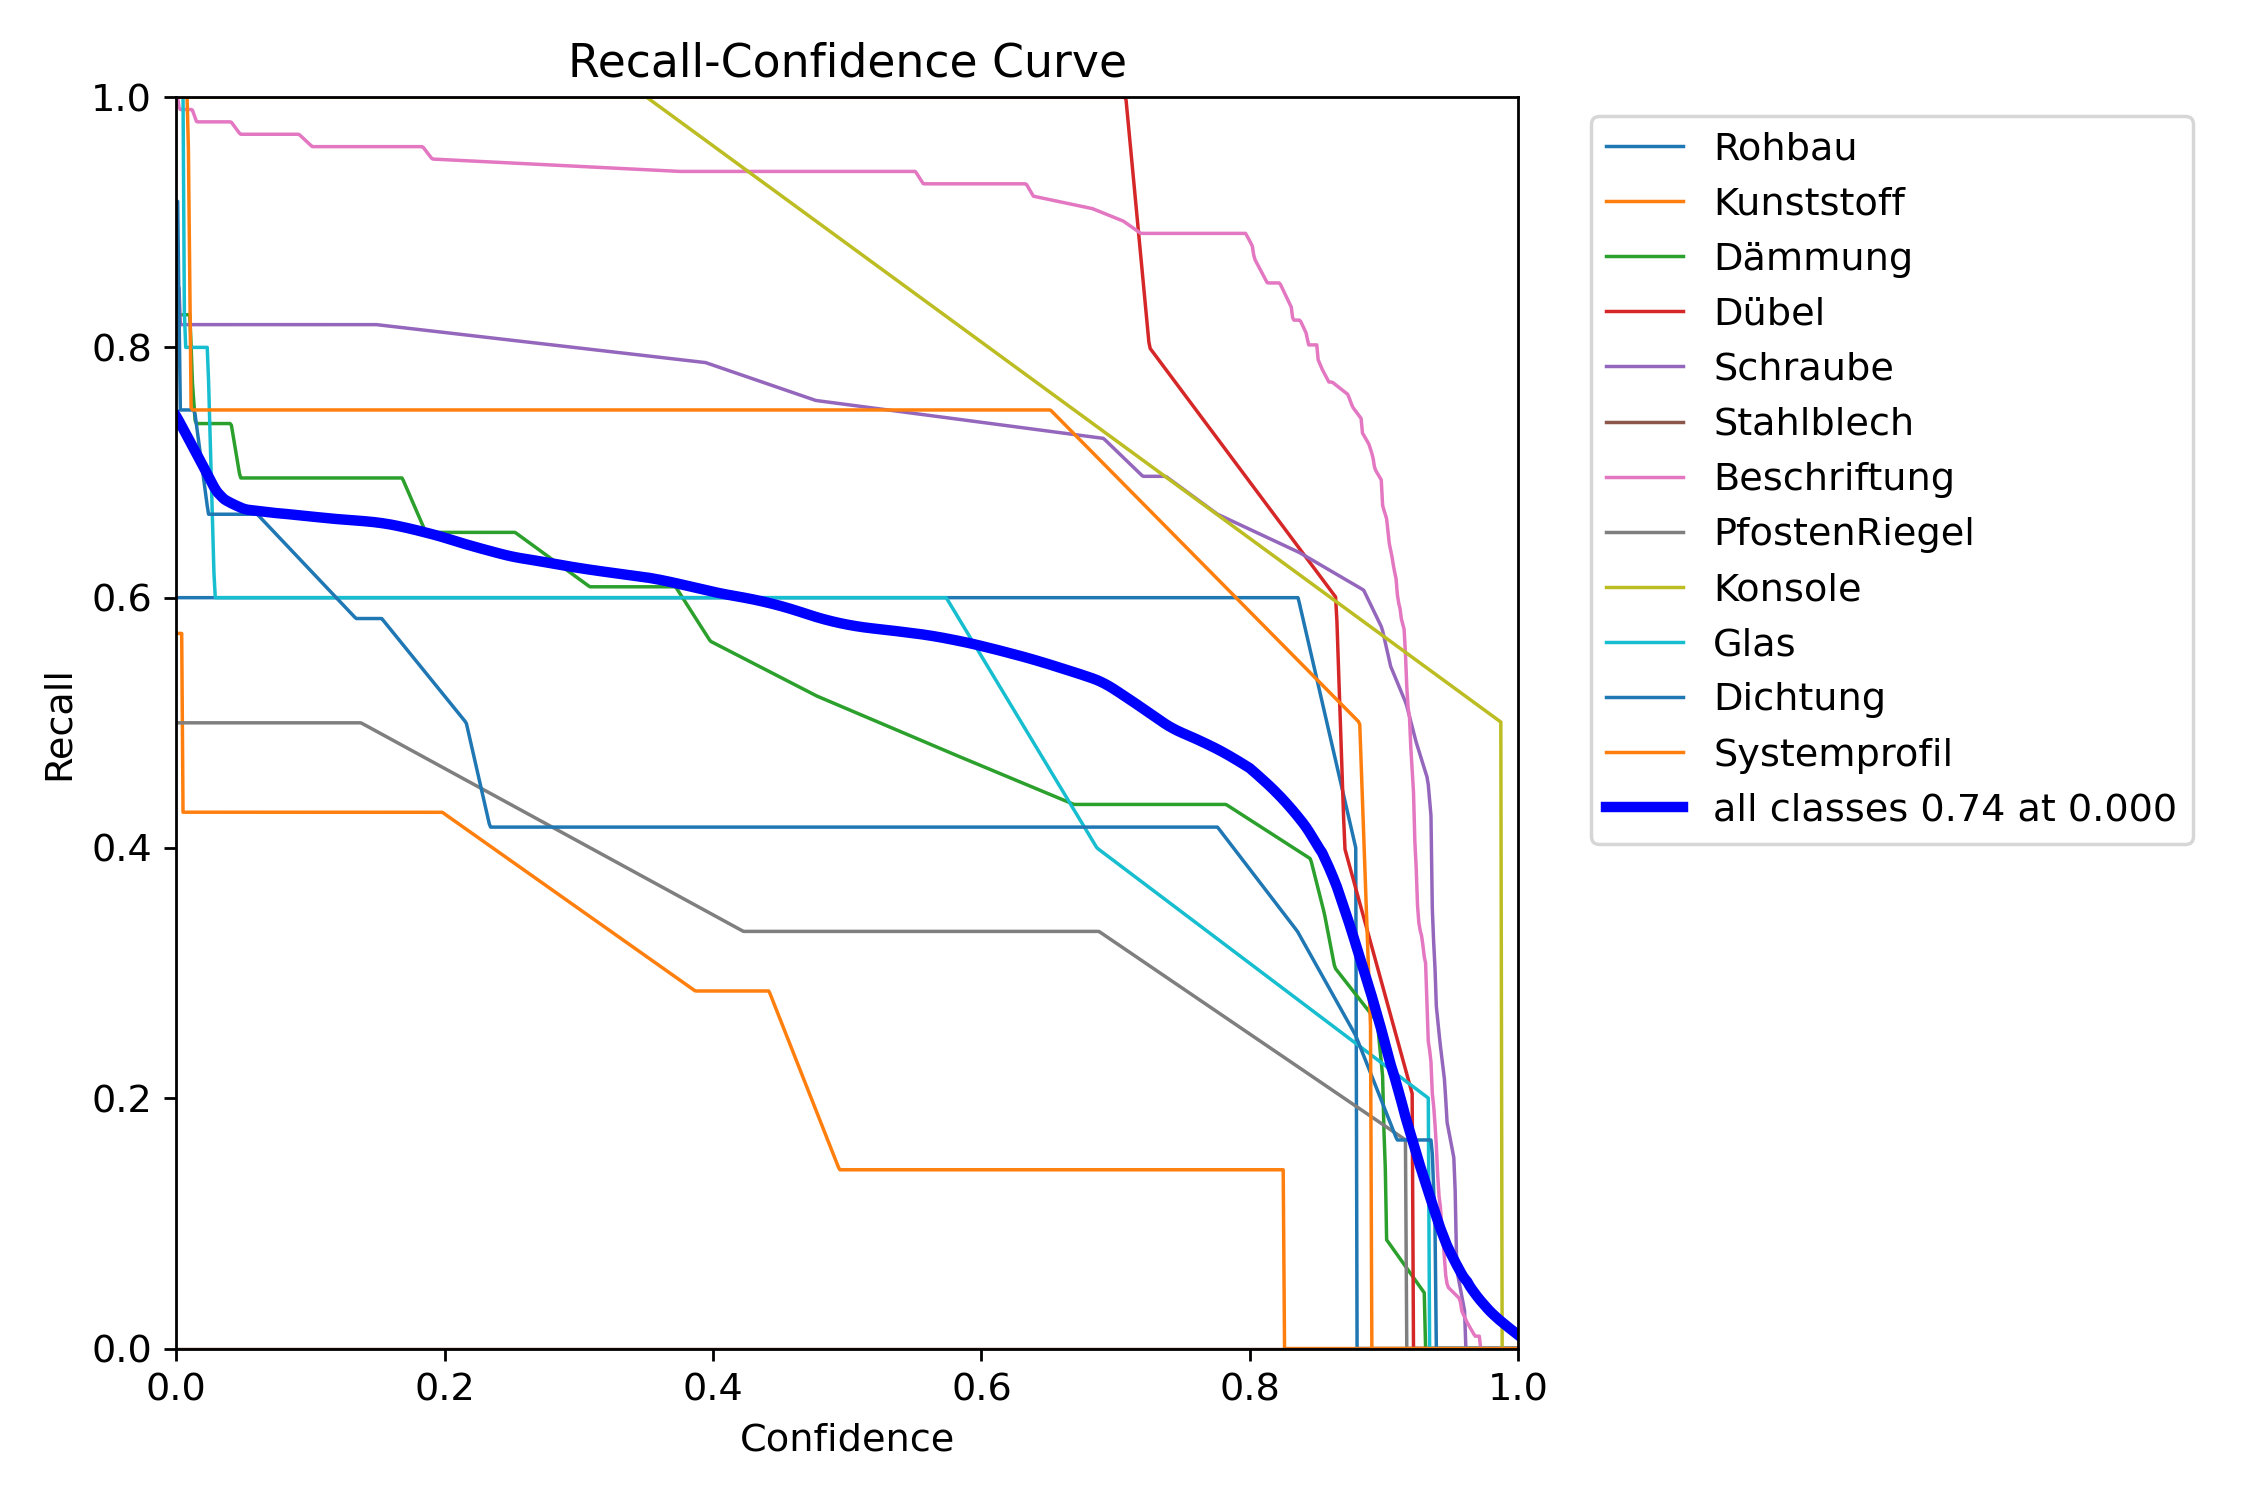 Recall-Confidence Curve
1.0
0.8
0.6
0.4
0.2
0.0
Recall
0.0 0.2 0.4 0.6 0.8 1.0
Confidence
Rohbau
Kunststoff
Dämmung
Dübel
Schraube
Stahlblech
Beschriftung
PfostenRiegel
Konsole
Glas
Dichtung
Systemprofil
all classes 0.74 at 0.000